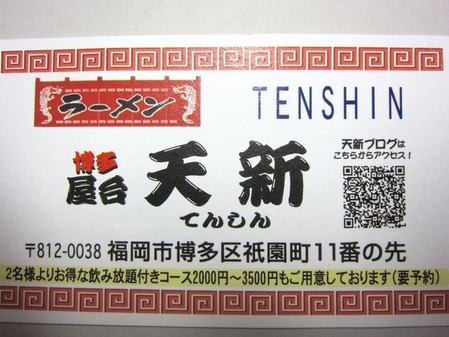 ラーメン
TENSHIN
天新ブログは
こちらからアクセス！
博多
屋台
天新
てんしん
〒812-0038 福岡市博多区祇園町11番の先
2名様よりお得な飲み放題付きコース2000円〜3500円もご用意しております(要予約)